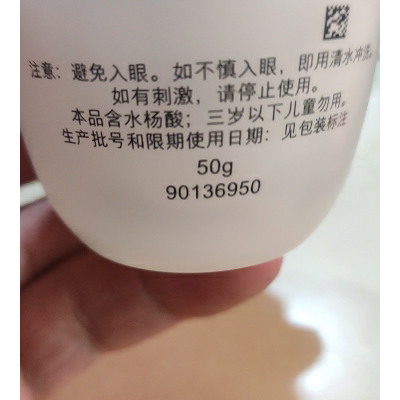 注意：避免入眼。如不慎入眼，即用清水冲洗。
如有刺激，请停止使用。
本品含水杨酸；三岁以下儿童勿用。
生产批号和限期使用日期：见包装标注
50g
90136950